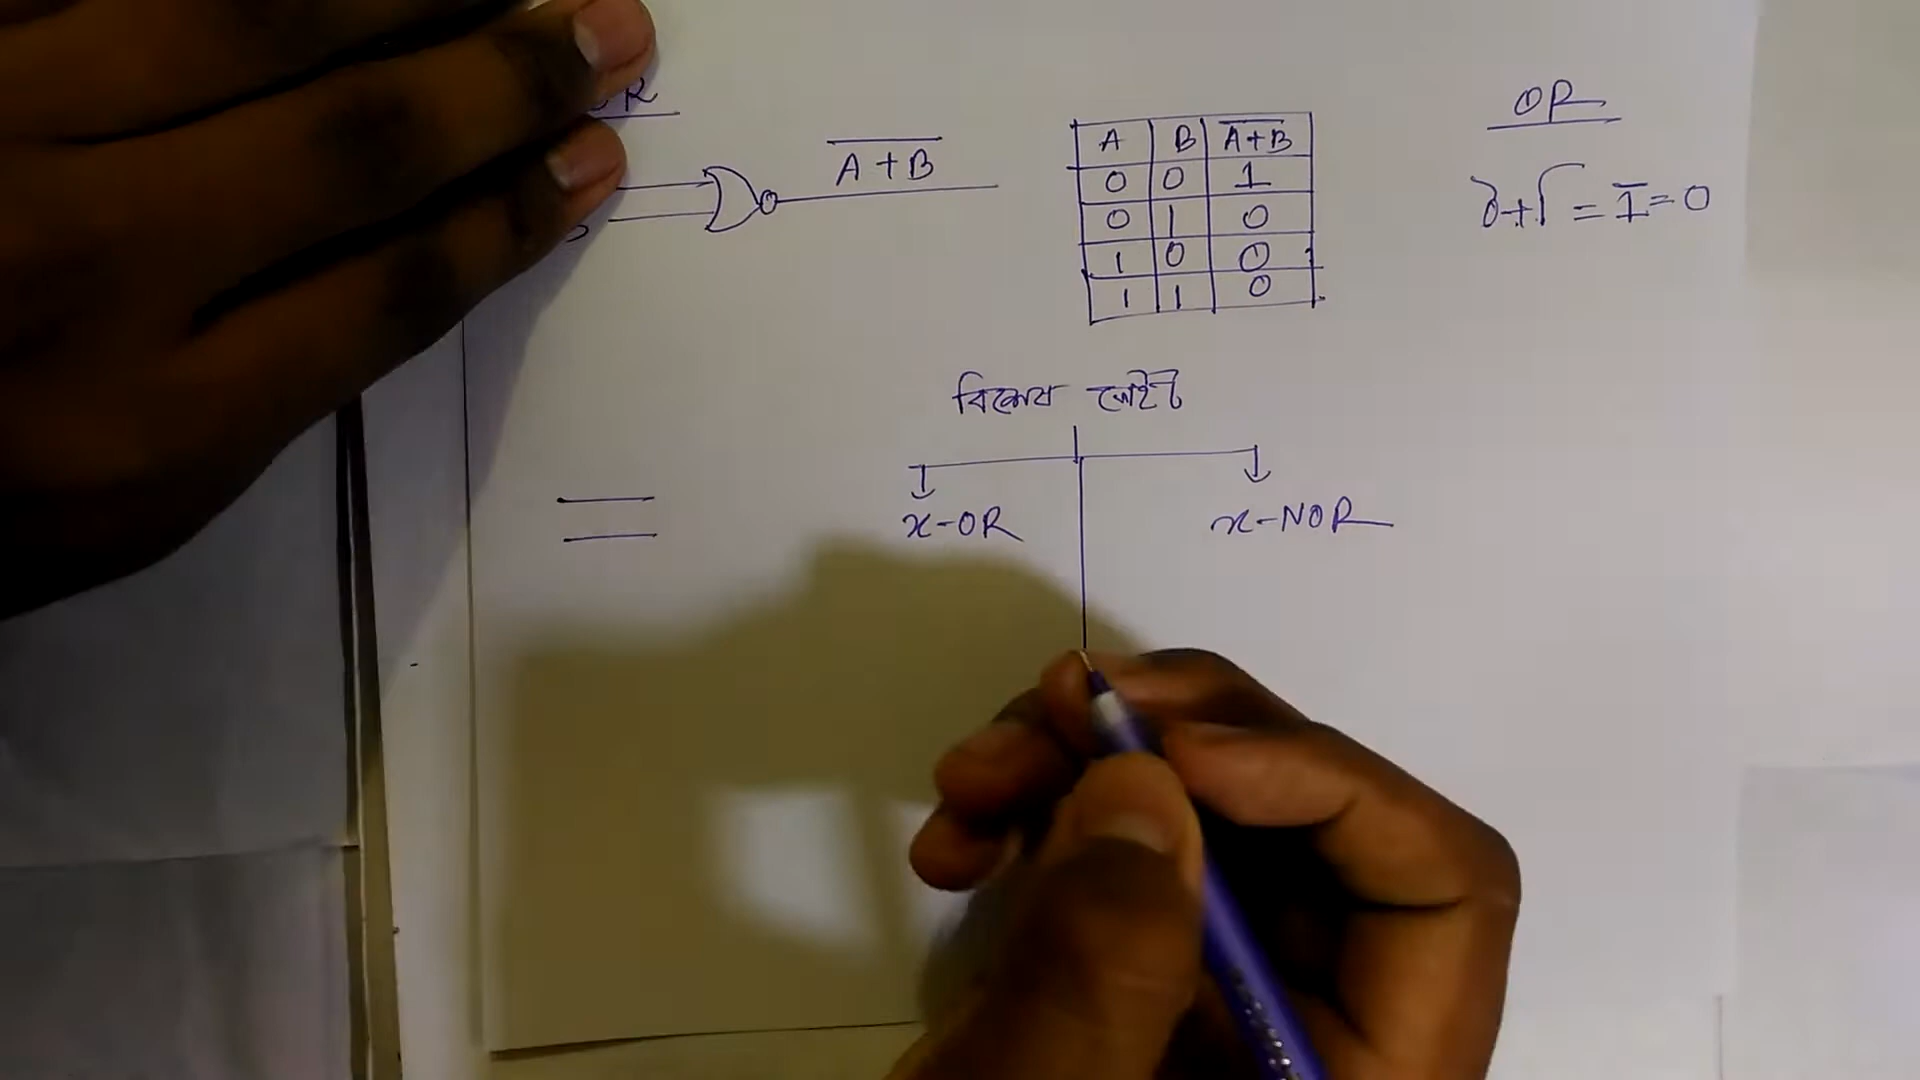 OR
A+B
A B A+B
0 0 1
0 1 0
1 0 0
1 1 0
বিশেষ গেইট
x-OR x-NOR